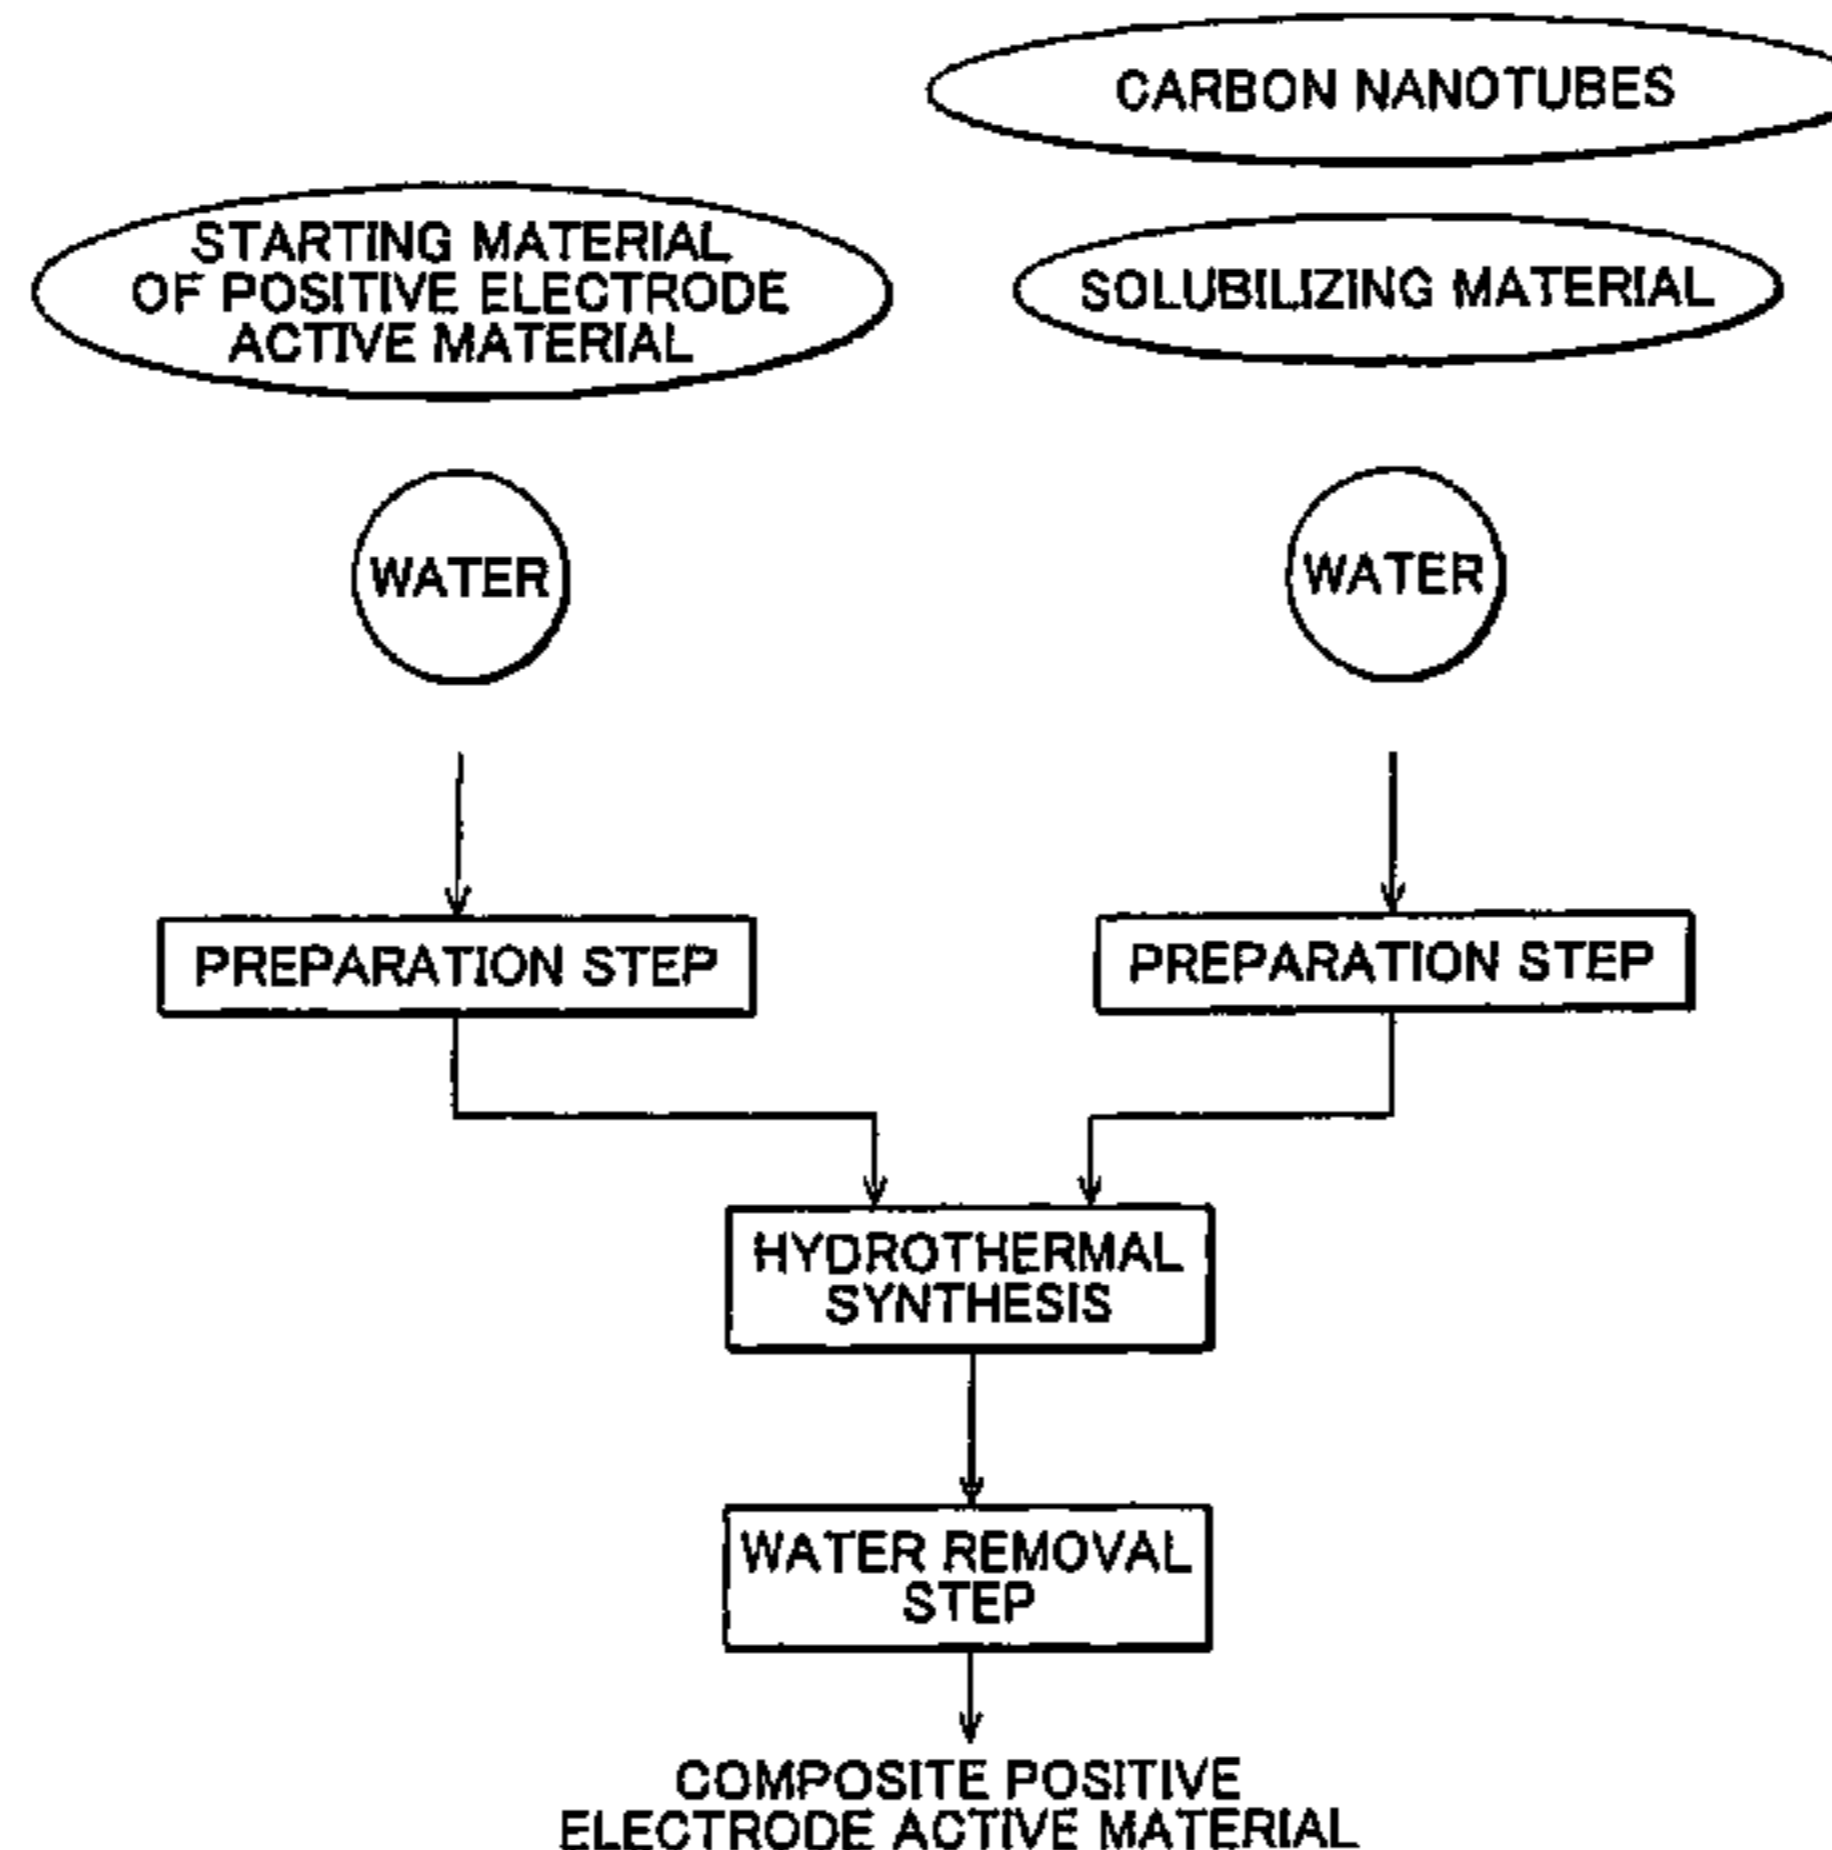 CARBON NANOTUBES
STARTING MATERIAL
OF POSITIVE ELECTRODE
ACTIVE MATERIAL
SOLUBILIZING MATERIAL
WATER
WATER
PREPARATION STEP
PREPARATION STEP
HYDROTHERMAL
SYNTHESIS
WATER REMOVAL
STEP
COMPOSITE POSITIVE
ELECTRODE ACTIVE MATERIAL